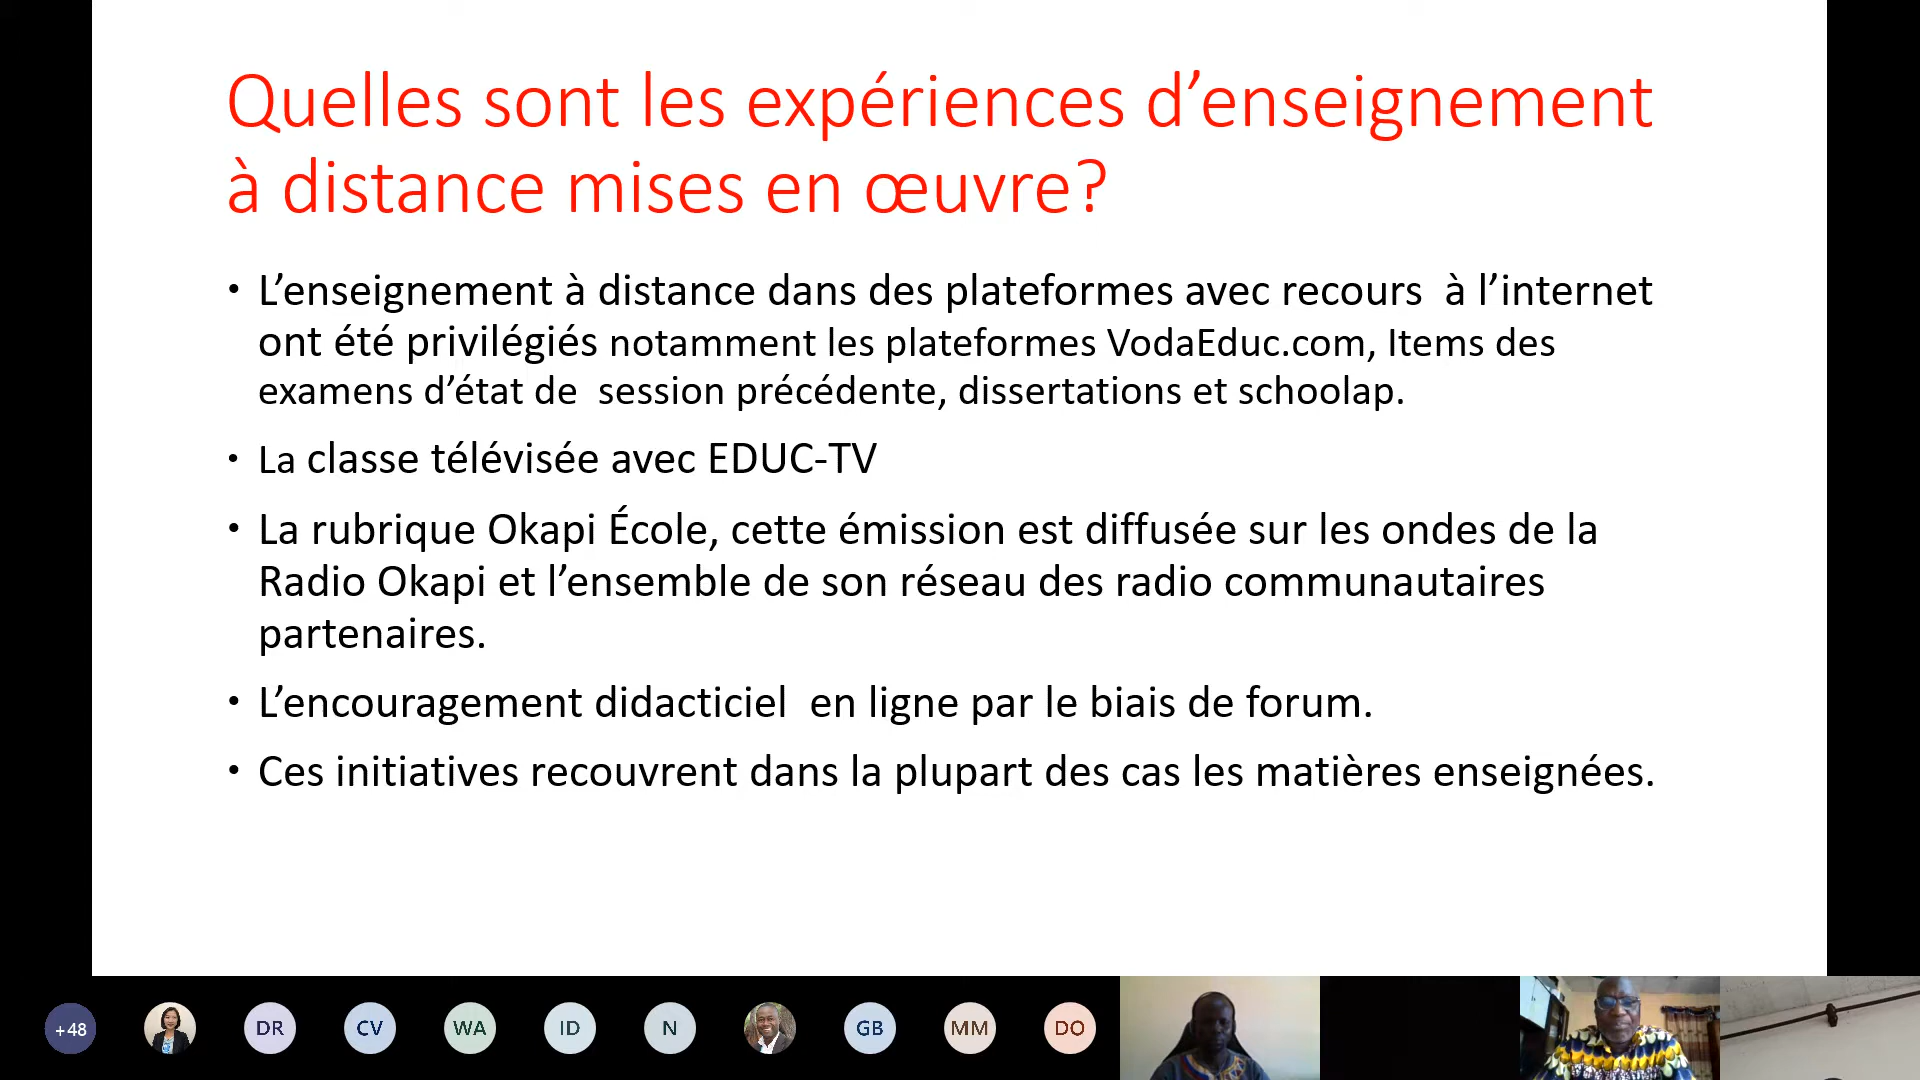 Quelles sont les expériences d’enseignement
à distance mises en œuvre?
• L’enseignement à distance dans des plateformes avec recours à l’internet
ont été privilégiés notamment les plateformes VodaEduc.com, Items des
examens d’état de session précédente, dissertations et schoolap.
• La classe télévisée avec EDUC-TV
• La rubrique Okapi École, cette émission est diffusée sur les ondes de la
Radio Okapi et l’ensemble de son réseau des radio communautaires
partenaires.
• L’encouragement didacticiel en ligne par le biais de forum.
• Ces initiatives recouvrent dans la plupart des cas les matières enseignées.
+48 DR CV WA ID N GB MM DO